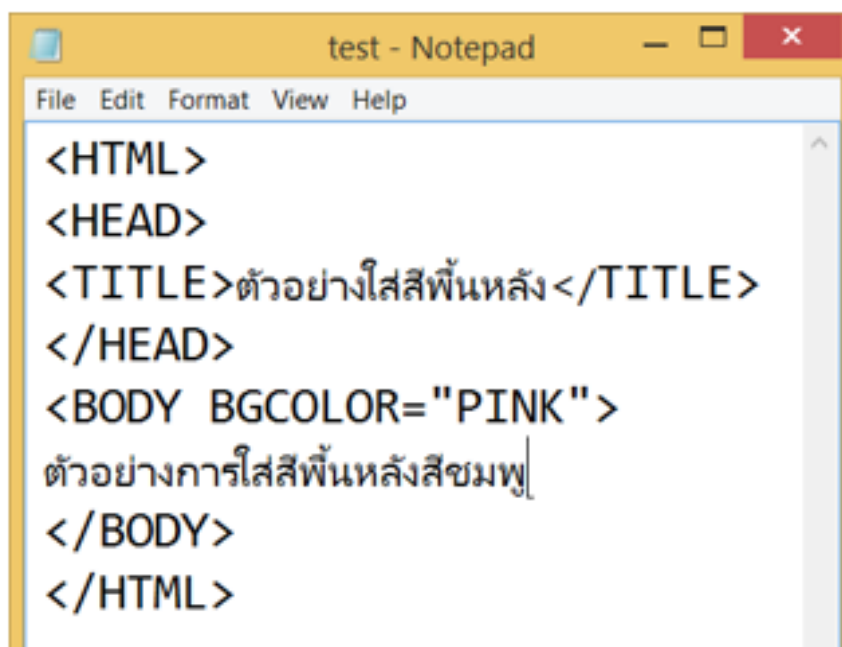 test - Notepad
File Edit Format View Help
<HTML>
<HEAD>
<TITLE>ตัวอย่างใส่สีพื้นหลัง</TITLE>
</HEAD>
<BODY BGCOLOR="PINK">
ตัวอย่างการใส่สีพื้นหลังสีชมพู
</BODY>
</HTML>